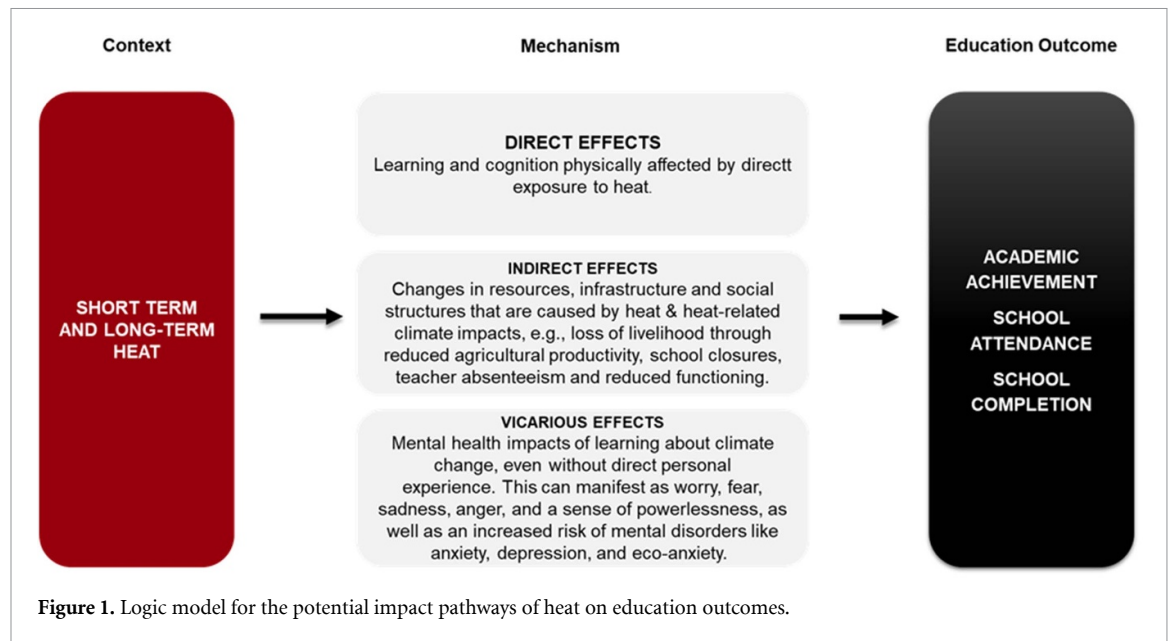 Context
Mechanism
Education Outcome
SHORT TERM
AND LONG-TERM
HEAT
DIRECT EFFECTS
Learning and cognition physically affected by directt
exposure to heat.
INDIRECT EFFECTS
Changes in resources, infrastructure and social
structures that are caused by heat & heat-related
climate impacts, e.g., loss of livelihood through
reduced agricultural productivity, school closures,
teacher absenteeism and reduced functioning.
VICARIOUS EFFECTS
Mental health impacts of learning about climate
change, even without direct personal
experience. This can manifest as worry, fear,
sadness, anger, and a sense of powerlessness, as
well as an increased risk of mental disorders like
anxiety, depression, and eco-anxiety.
ACADEMIC
ACHIEVEMENT
SCHOOL
ATTENDANCE
SCHOOL
COMPLETION
Figure 1. Logic model for the potential impact pathways of heat on education outcomes.